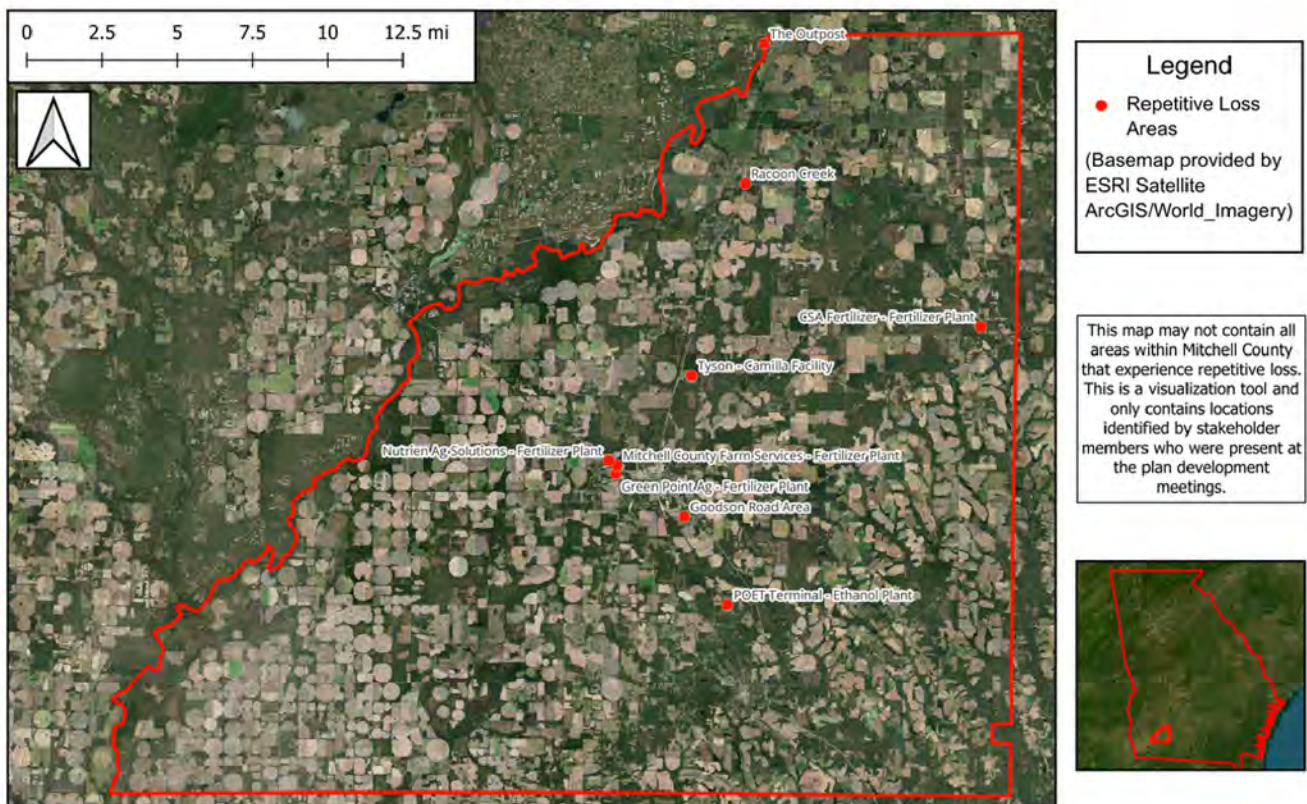 0 2.5 5 7.5 10 12.5 mi
The Outpost
Racoon Creek
CSA Fertilizer - Fertilizer Plant
Tyson - Camilla Facility
Nutrien Ag Solutions - Fertilizer Plant
Mitchell County Farm Services - Fertilizer Plant
Green Point Ag - Fertilizer Plant
Goodson Road Area
POET Terminal - Ethanol Plant
Legend
Repetitive Loss
Areas
(Basemap provided by
ESRI Satellite
ArcGIS/World_Imagery)
This map may not contain all
areas within Mitchell County
that experience repetitive loss.
This is a visualization tool and
only contains locations
identified by stakeholder
members who were present at
the plan development
meetings.